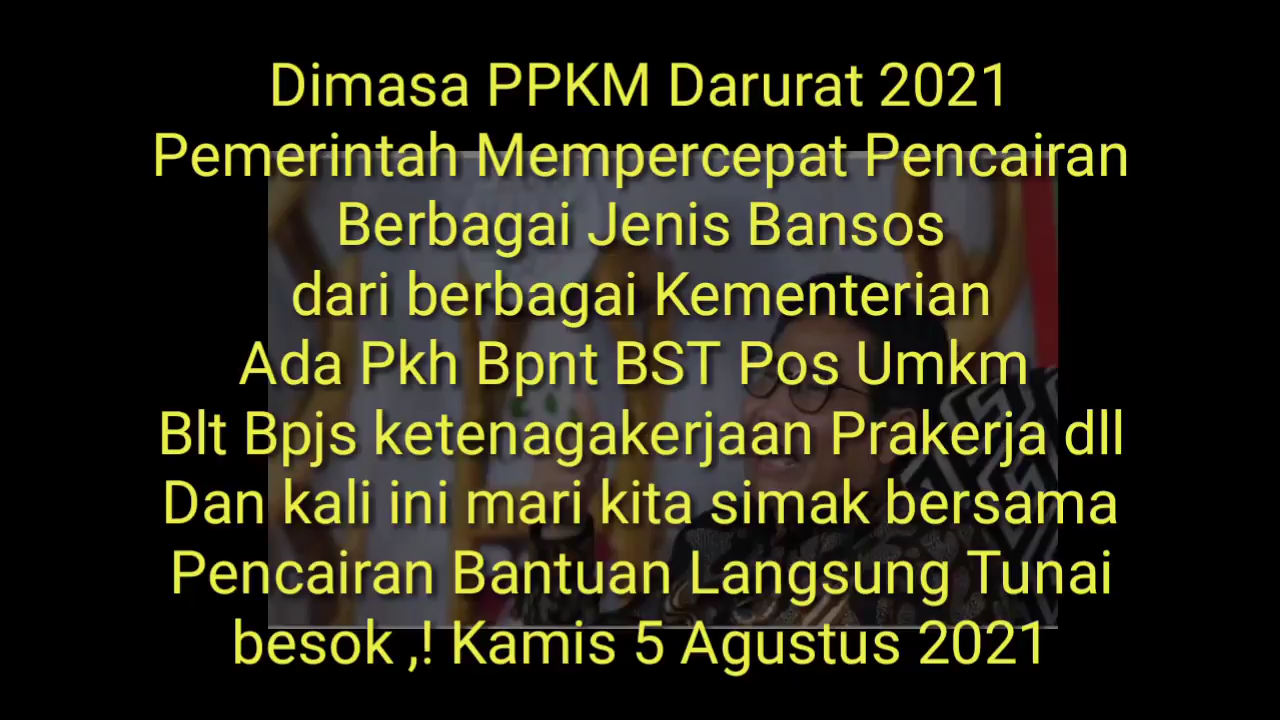 Dimasa PPKM Darurat 2021
Pemerintah Mempercepat Pencairan
Berbagai Jenis Bansos
dari berbagai Kementerian
Ada Pkh Bpnt BST Pos Umkm
Blt Bpjs ketenagakerjaan Prakerja dll
Dan kali ini mari kita simak bersama
Pencairan Bantuan Langsung Tunai
besok ,! Kamis 5 Agustus 2021